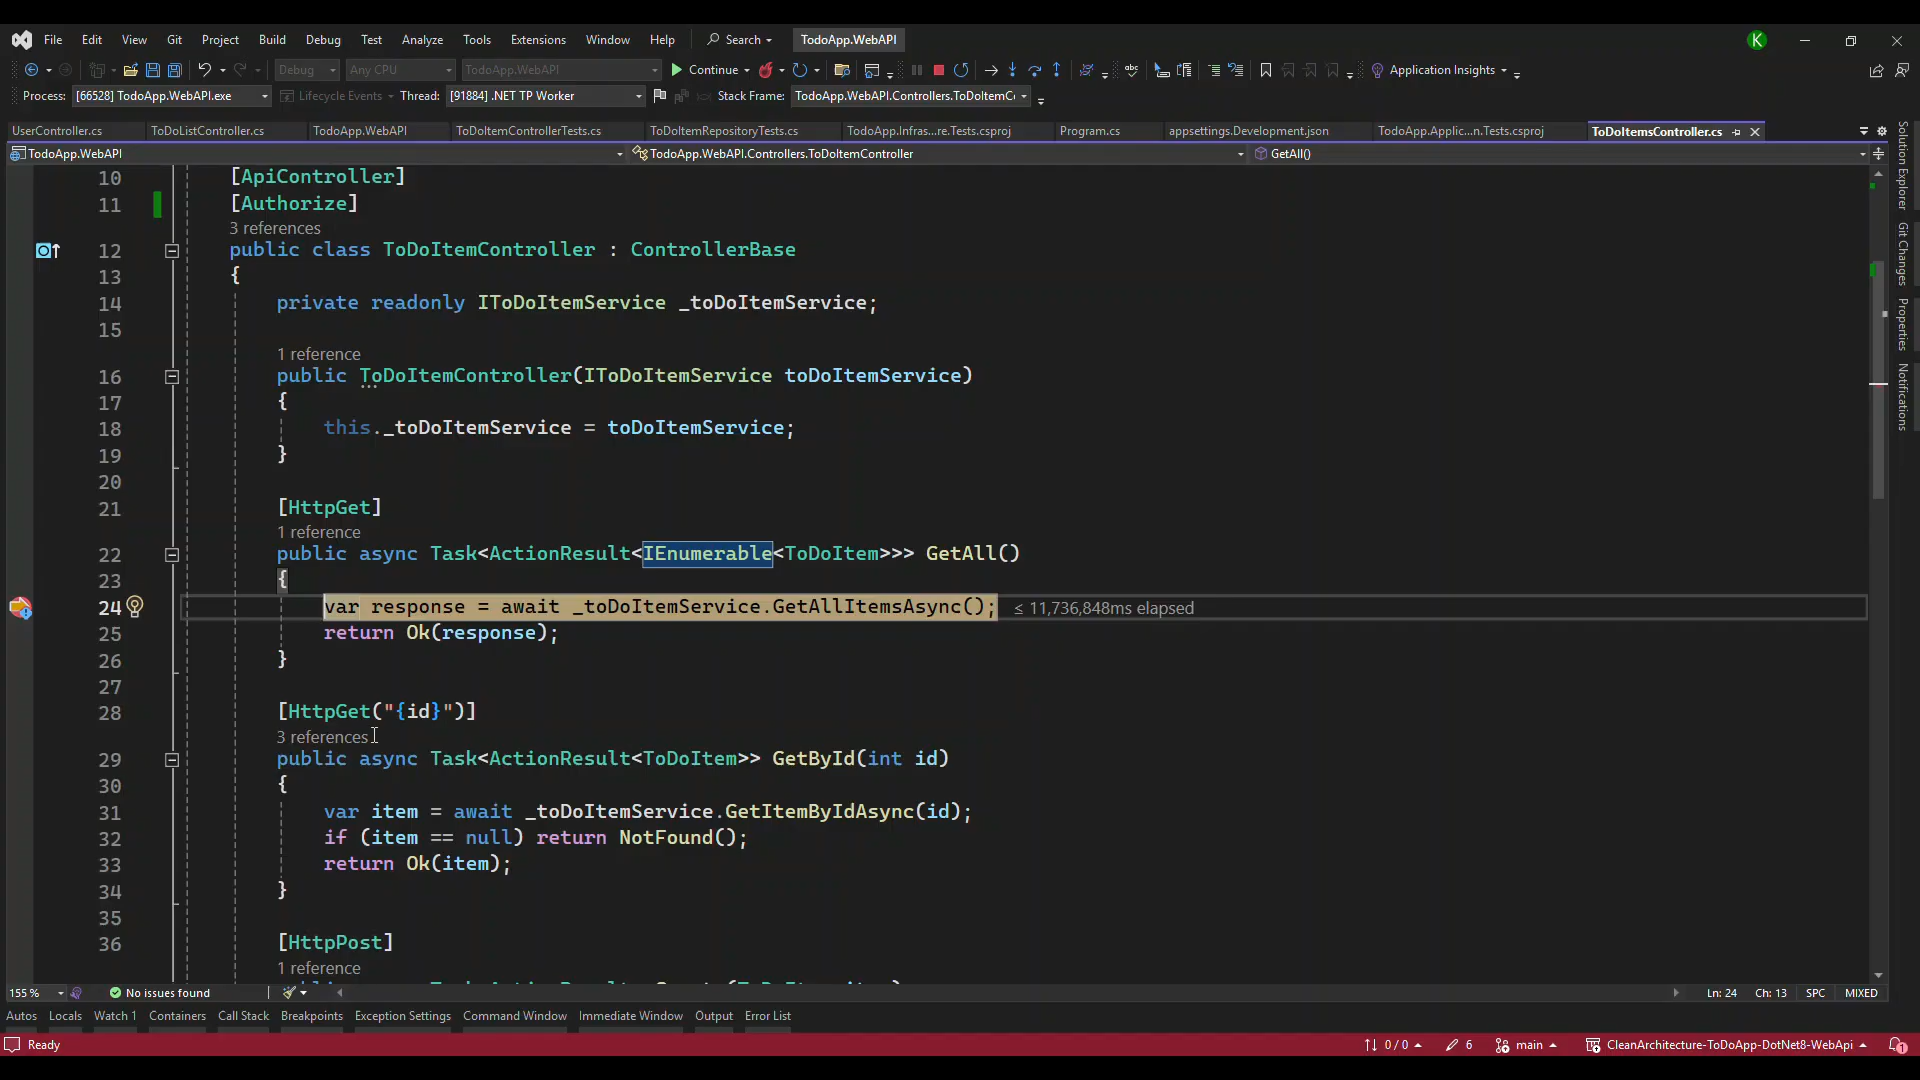 File Edit View Git Project Build Debug Test Analyze Tools Extensions Window Help Search TodoApp.WebAPI K
Debug Any CPU TodoApp.WebAPI Continue Application Insights
Process: [66528] TodoApp.WebAPI.exe Lifecycle Events Thread: [91884] .NET TP Worker Stack Frame: TodoApp.WebAPI.Controllers.ToDoItemC
UserController.cs ToDoListController.cs TodoApp.WebAPI ToDoItemControllerTests.cs ToDoItemRepositoryTests.cs TodoApp.Infras...re.Tests.csproj Program.cs appsettings.Development.json TodoApp.Applic...n.Tests.csproj ToDoItemsController.cs
TodoApp.WebAPI TodoApp.WebAPI.Controllers.ToDoItemController GetAll()
10 [ApiController]
11 [Authorize]
3 references
12 public class ToDoItemController : ControllerBase
13 {
14 private readonly IToDoItemService _toDoItemService;
15
1 reference
16 public ToDoItemController(IToDoItemService toDoItemService)
17 {
18 this._toDoItemService = toDoItemService;
19 }
20
21 [HttpGet]
1 reference
22 public async Task<ActionResult<IEnumerable<ToDoItem>>> GetAll()
23 {
24 var response = await _toDoItemService.GetAllItemsAsync(); ≤ 11,736,848ms elapsed
25 return Ok(response);
26 }
27
28 [HttpGet("{id}")]
3 references
29 public async Task<ActionResult<ToDoItem>> GetById(int id)
30 {
31 var item = await _toDoItemService.GetItemByIdAsync(id);
32 if (item == null) return NotFound();
33 return Ok(item);
34 }
35
36 [HttpPost]
1 reference
155 % No issues found Ln: 24 Ch: 13 SPC MIXED
Autos Locals Watch 1 Containers Call Stack Breakpoints Exception Settings Command Window Immediate Window Output Error List
Ready 0 / 0 6 main CleanArchitecture-ToDoApp-DotNet8-WebApi 1
Solution Explorer
Git Changes
Properties
Notifications